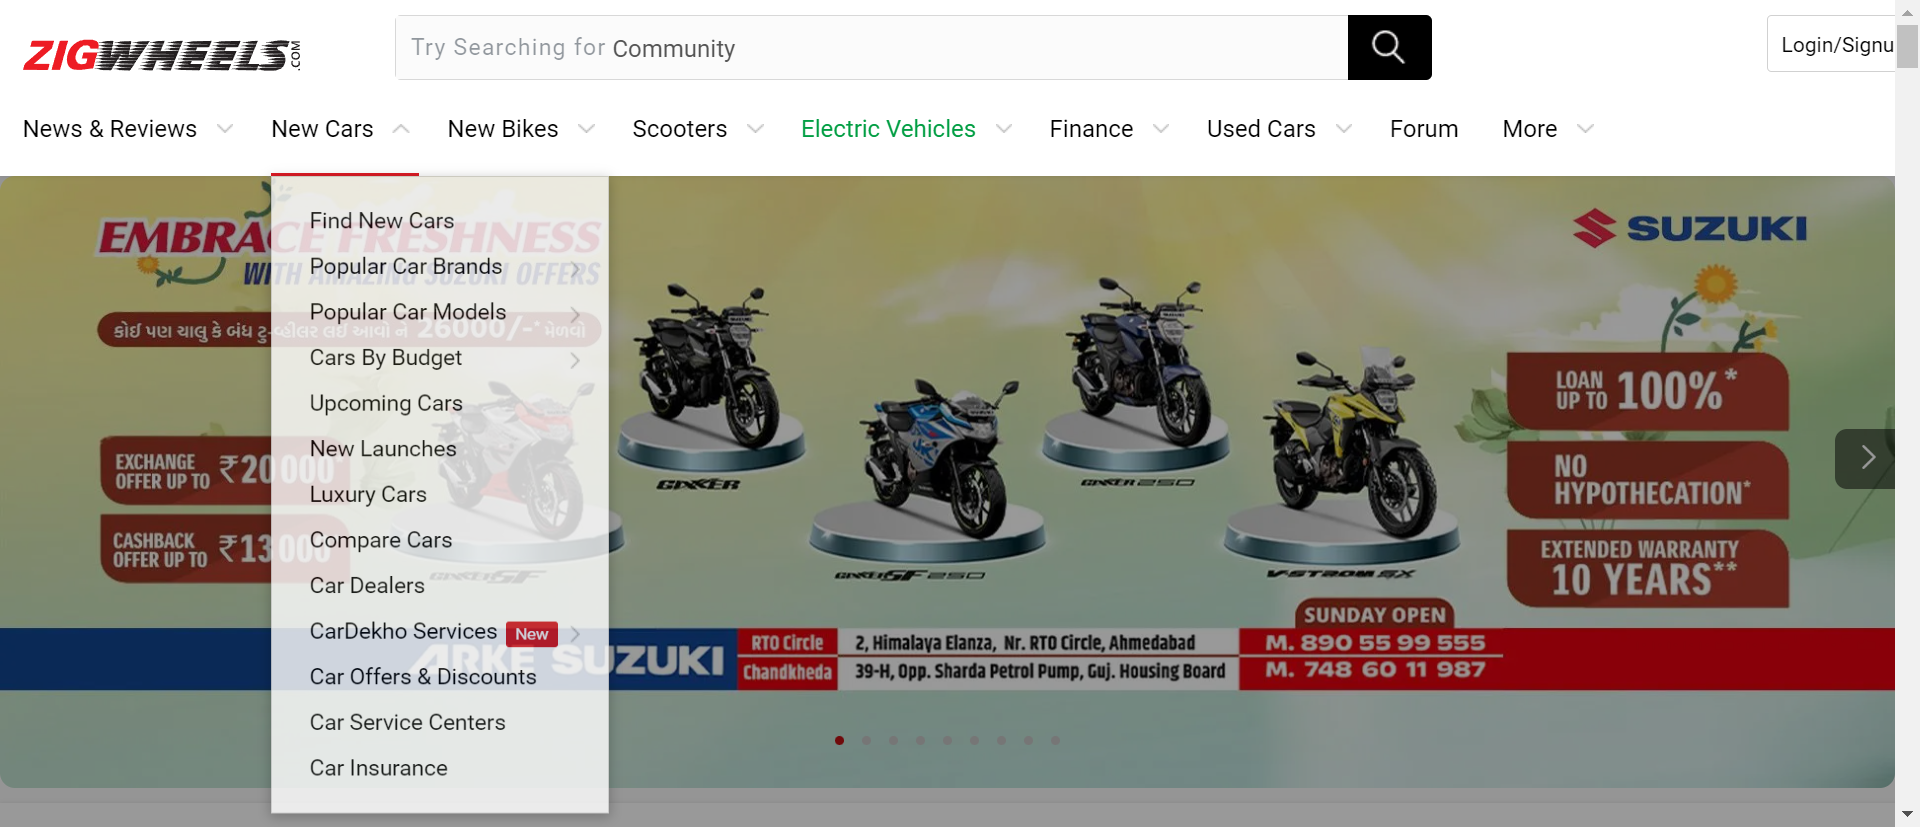 ZIGWHEELS.COM
Try Searching for Community
Login/Signu
News & Reviews
New Cars
New Bikes
Scooters
Electric Vehicles
Finance
Used Cars
Forum
More
Find New Cars
Popular Car Brands
Popular Car Models
Cars By Budget
Upcoming Cars
New Launches
Luxury Cars
Compare Cars
Car Dealers
CarDekho Services New
Car Offers & Discounts
Car Service Centers
Car Insurance
EMBRACE FRESHNESS
WITH AMAZING SUZUKI OFFERS
કોઈ પણ ચાલુ કે બંધ ટુ-વ્હીલર લઈ આવો ને 26000/-* મેળવો
EXCHANGE
OFFER UP TO ₹20000
CASHBACK
OFFER UP TO ₹13000
GIXXER
GIXXER SF
GIXXER SF 250
GIXXER 250
V-STROM SX
SUZUKI
LOAN
UP TO 100%*
NO
HYPOTHECATION*
EXTENDED WARRANTY
10 YEARS**
SUNDAY OPEN
ARKE SUZUKI
RTO Circle
2, Himalaya Elanza, Nr. RTO Circle, Ahmedabad
M. 890 55 99 555
Chandkheda
39-H, Opp. Sharda Petrol Pump, Guj. Housing Board
M. 748 60 11 987